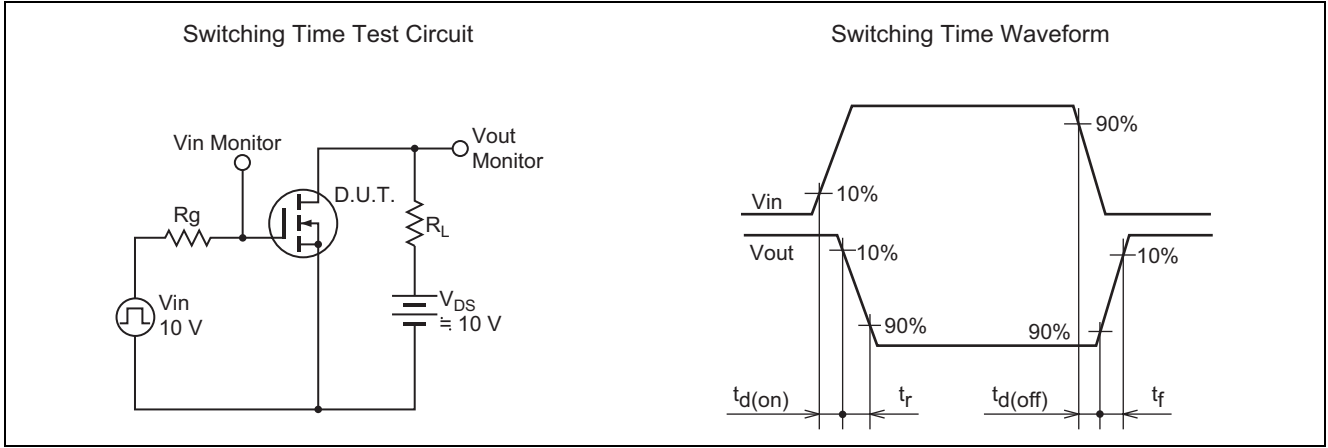 Switching Time Test Circuit
Vin Monitor
Vout
Monitor
D.U.T.
Rg
RL
Vin
10 V
VDS
≒ 10 V
Switching Time Waveform
90%
10%
Vin
Vout
10%
10%
90%
90%
td(on)
tr
td(off)
tf